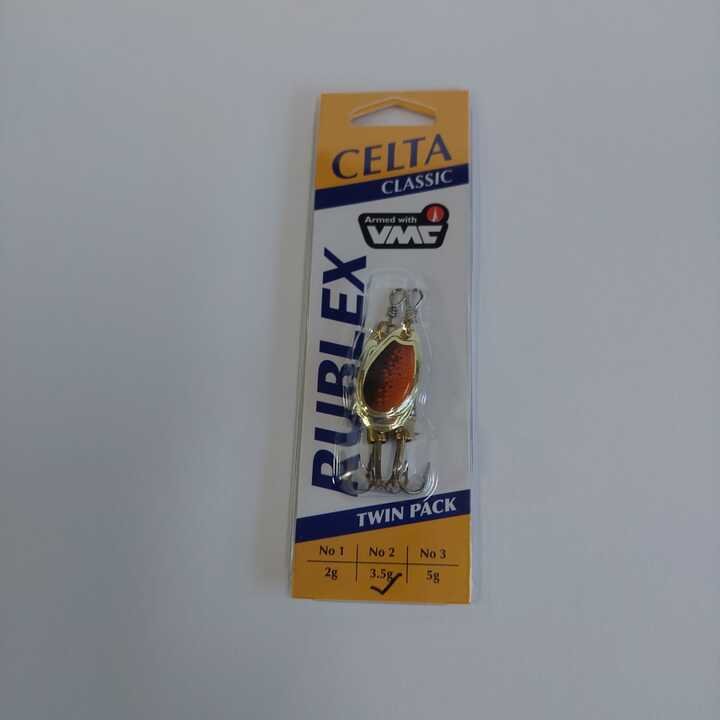 CELTA
CLASSIC
Armed with
VMC
RUBLEX
TWIN PACK
No 1 No 2 No 3
2g 3.5g 5g